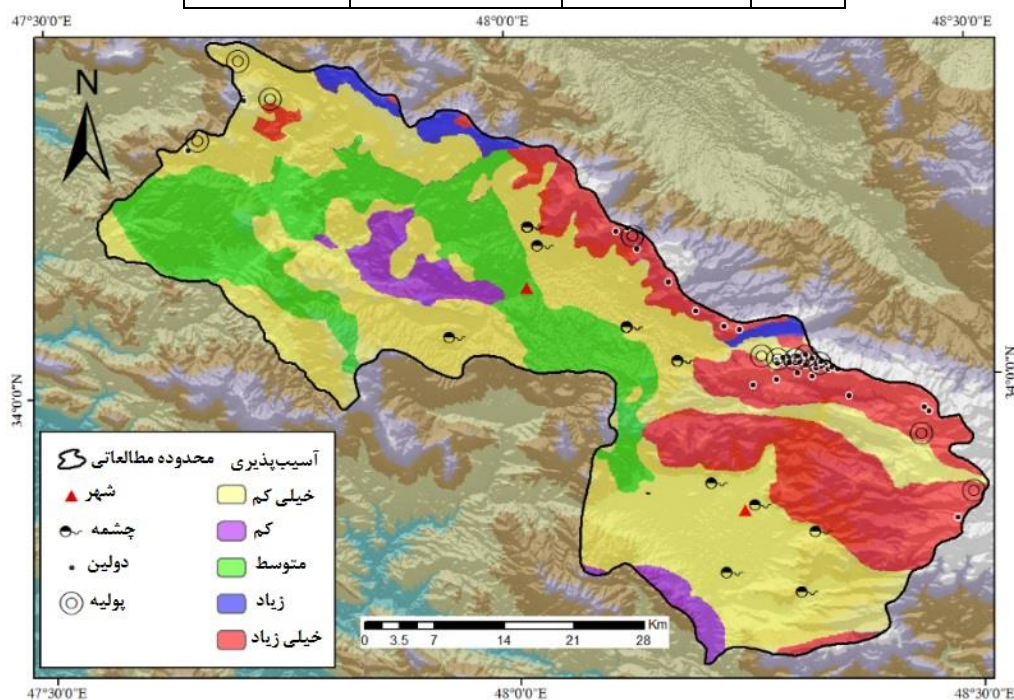 47°30'0"E 48°0'0"E 48°30'0"E
N
34°0'0"N
34°0'0"N
محدوده مطالعاتی آسیب‌پذیری
شهر خیلی کم
چشمه کم
دولین متوسط
پولیه زیاد
خیلی زیاد
Km
0 3.5 7 14 21 28
47°30'0"E 48°0'0"E 48°30'0"E